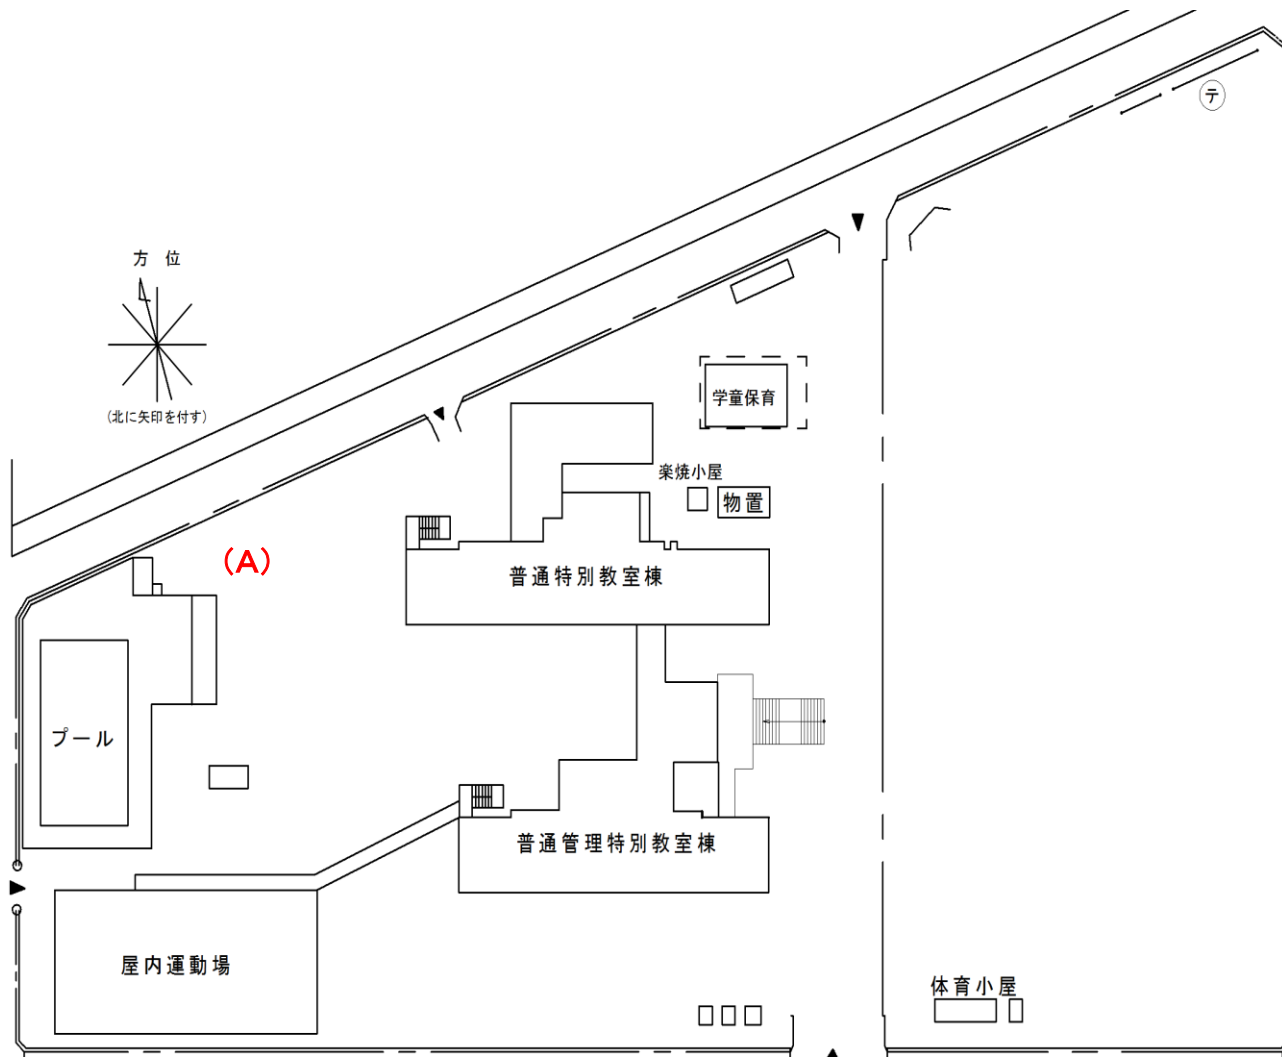 テ
方 位
(北に矢印を付す)
学童保育
楽焼小屋
物置
(A)
普通特別教室棟
プール
普通管理特別教室棟
屋内運動場
体育小屋